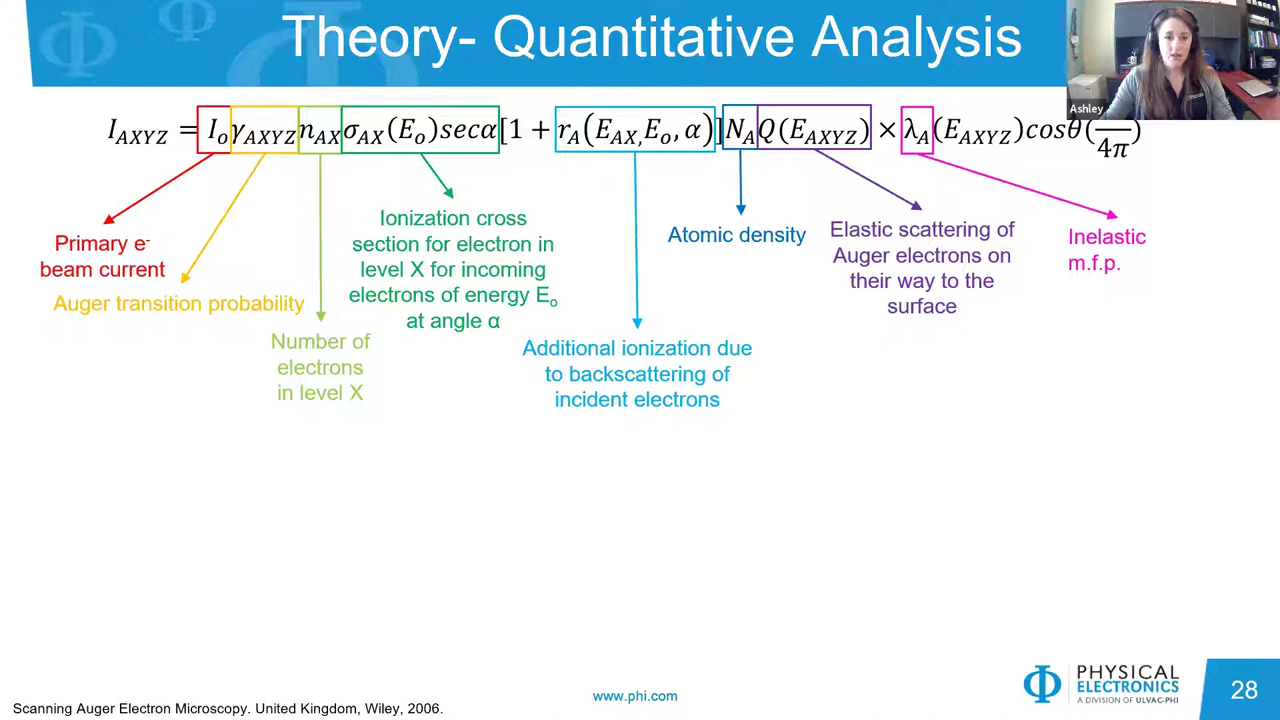 Theory- Quantitative Analysis
Ashley
I_AXYZ = I_o γ_AXYZ n_AX σ_AX(E_o)secα[1 + r_A(E_AX, E_o, α)]N_A Q(E_AXYZ) × λ_A(E_AXYZ)cosθ( /4π)
Primary e⁻
beam current
Auger transition probability
Number of
electrons
in level X
Ionization cross
section for electron in
level X for incoming
electrons of energy E_o
at angle α
Additional ionization due
to backscattering of
incident electrons
Atomic density
Elastic scattering of
Auger electrons on
their way to the
surface
Inelastic
m.f.p.
Scanning Auger Electron Microscopy. United Kingdom, Wiley, 2006.
www.phi.com
PHYSICAL
ELECTRONICS
A DIVISION OF ULVAC-PHI
28